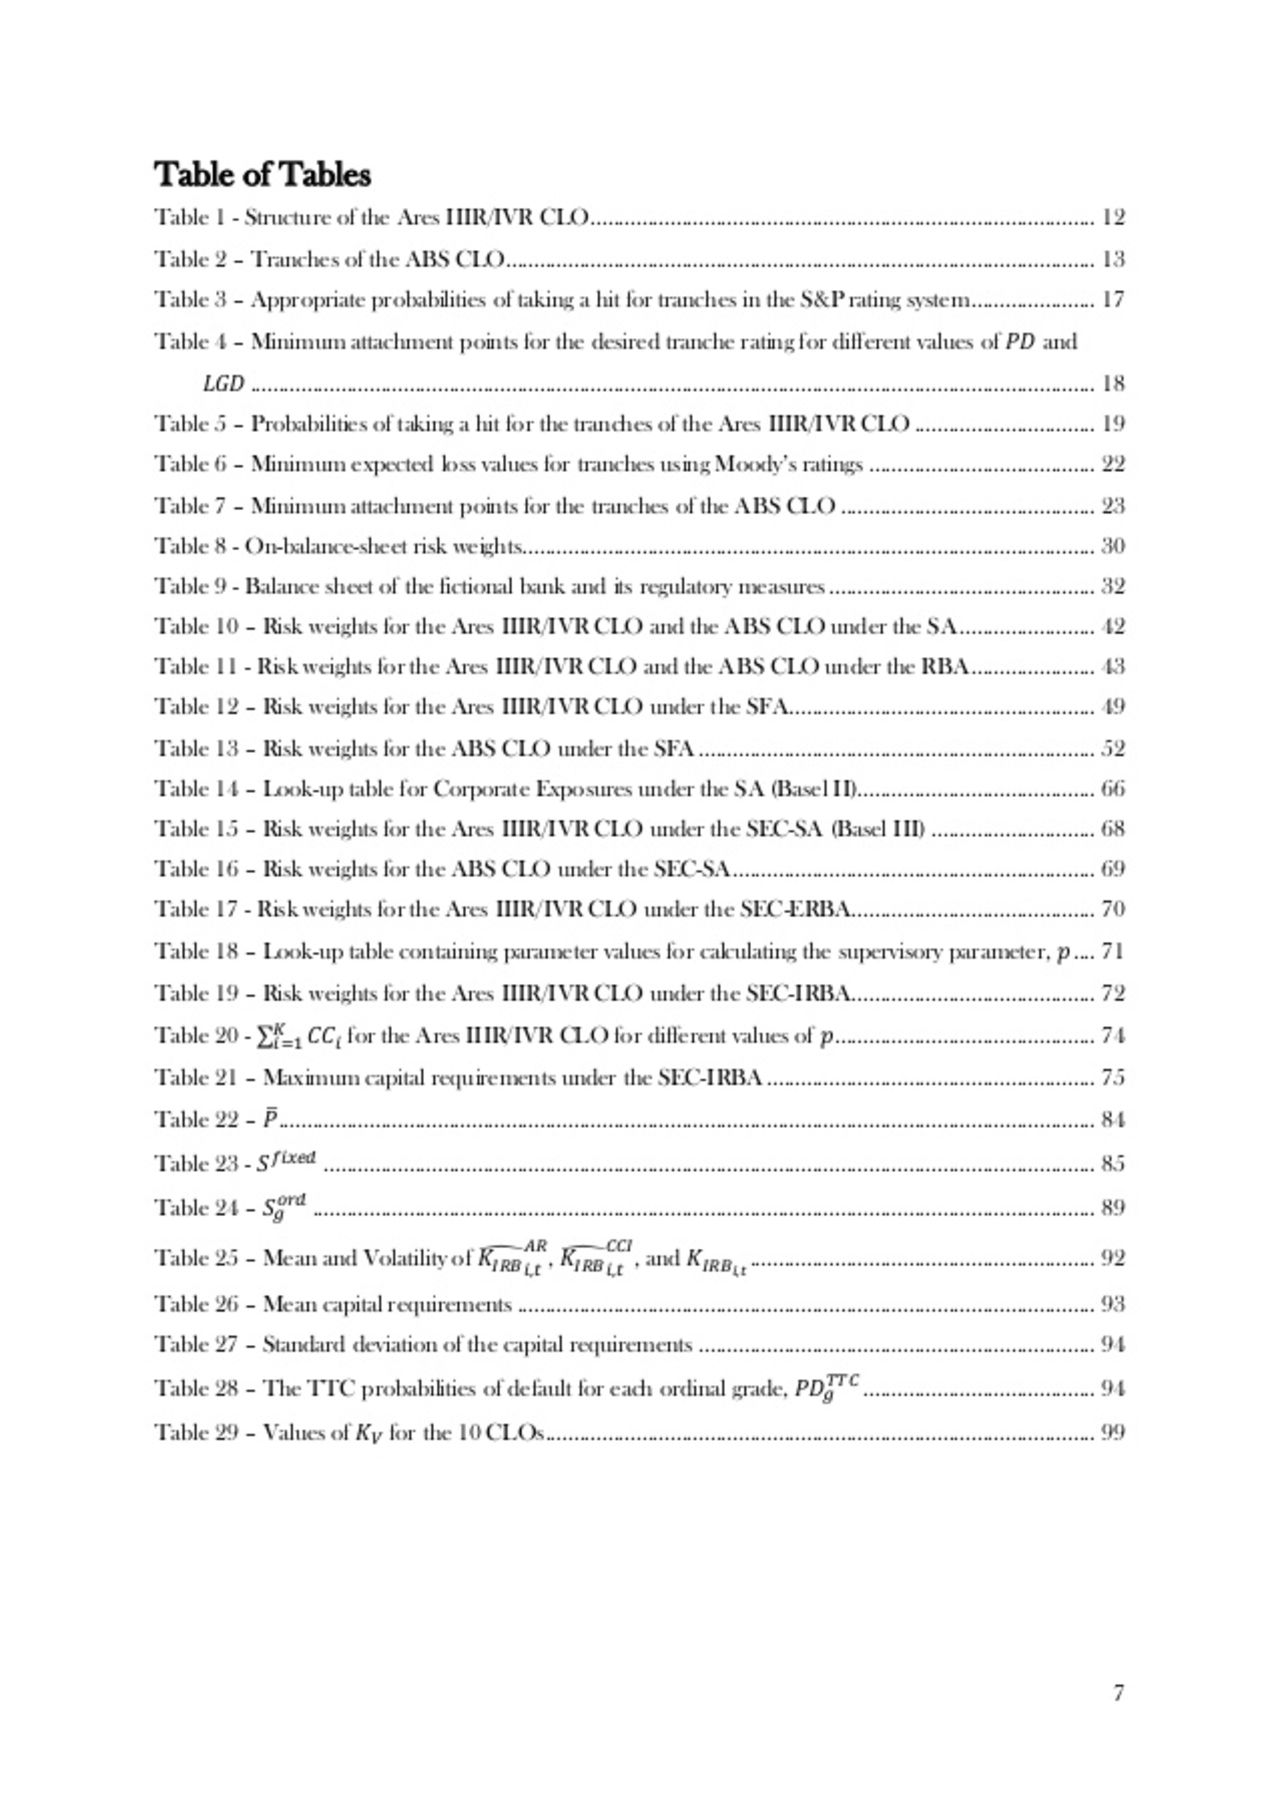 Table of Tables
Table 1 - Structure of the Ares IIIR/IVR CLO........ 12
Table 2 – Tranches of the ABS CLO........ 13
Table 3 – Appropriate probabilities of taking a hit for tranches in the S&P rating system........ 17
Table 4 – Minimum attachment points for the desired tranche rating for different values of PD and
LGD ........ 18
Table 5 – Probabilities of taking a hit for the tranches of the Ares IIIR/IVR CLO ........ 19
Table 6 – Minimum expected loss values for tranches using Moody's ratings ........ 22
Table 7 – Minimum attachment points for the tranches of the ABS CLO ........ 23
Table 8 - On-balance-sheet risk weights........ 30
Table 9 - Balance sheet of the fictional bank and its regulatory measures ........ 32
Table 10 – Risk weights for the Ares IIIR/IVR CLO and the ABS CLO under the SA........ 42
Table 11 - Risk weights for the Ares IIIR/IVR CLO and the ABS CLO under the RBA........ 43
Table 12 – Risk weights for the Ares IIIR/IVR CLO under the SFA........ 49
Table 13 – Risk weights for the ABS CLO under the SFA ........ 52
Table 14 – Look-up table for Corporate Exposures under the SA (Basel II)........ 66
Table 15 – Risk weights for the Ares IIIR/IVR CLO under the SEC-SA (Basel III) ........ 68
Table 16 – Risk weights for the ABS CLO under the SEC-SA........ 69
Table 17 - Risk weights for the Ares IIIR/IVR CLO under the SEC-ERBA........ 70
Table 18 – Look-up table containing parameter values for calculating the supervisory parameter, p .... 71
Table 19 – Risk weights for the Ares IIIR/IVR CLO under the SEC-IRBA........ 72
Table 20 - ∑_{i=1}^{K} CC_i for the Ares IIIR/IVR CLO for different values of p........ 74
Table 21 – Maximum capital requirements under the SEC-IRBA ........ 75
Table 22 – P̄........ 84
Table 23 - S^{fixed} ........ 85
Table 24 – S_g^{ord} ........ 89
Table 25 – Mean and Volatility of \widehat{K_{IRB}}_{i,t}^{AR}, \widehat{K_{IRB}}_{i,t}^{CCI}, and K_{IRB_{i,t}}........ 92
Table 26 – Mean capital requirements ........ 93
Table 27 – Standard deviation of the capital requirements ........ 94
Table 28 – The TTC probabilities of default for each ordinal grade, PD_g^{TTC}........ 94
Table 29 – Values of K_V for the 10 CLOs........ 99
7